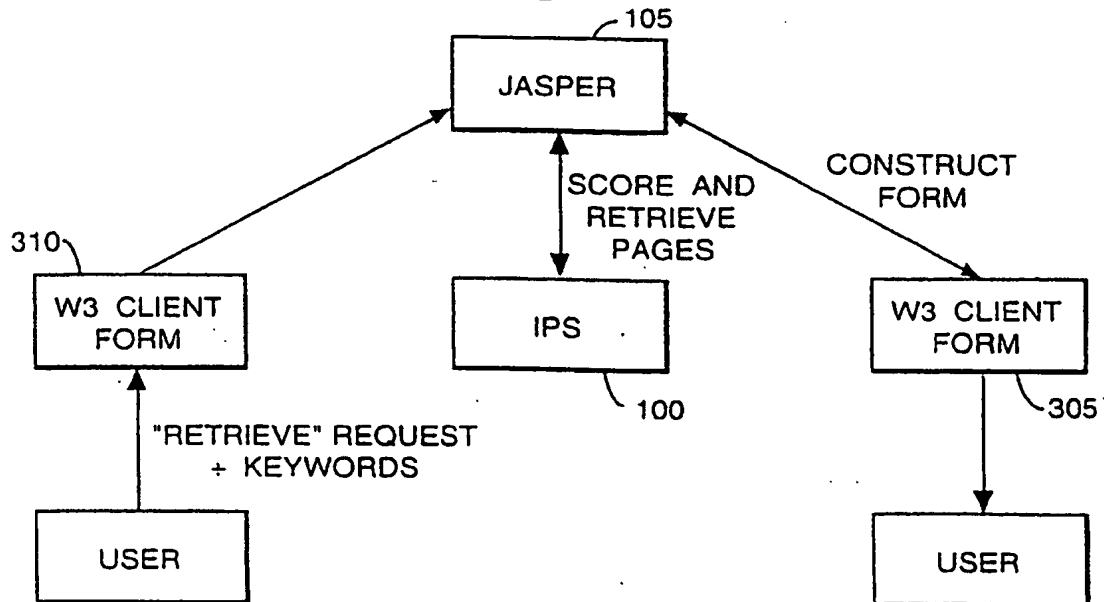 105
JASPER
CONSTRUCT
FORM
SCORE AND
RETRIEVE
PAGES
310
W3 CLIENT
FORM
IPS
W3 CLIENT
FORM
100
305
"RETRIEVE" REQUEST
÷ KEYWORDS
USER
USER